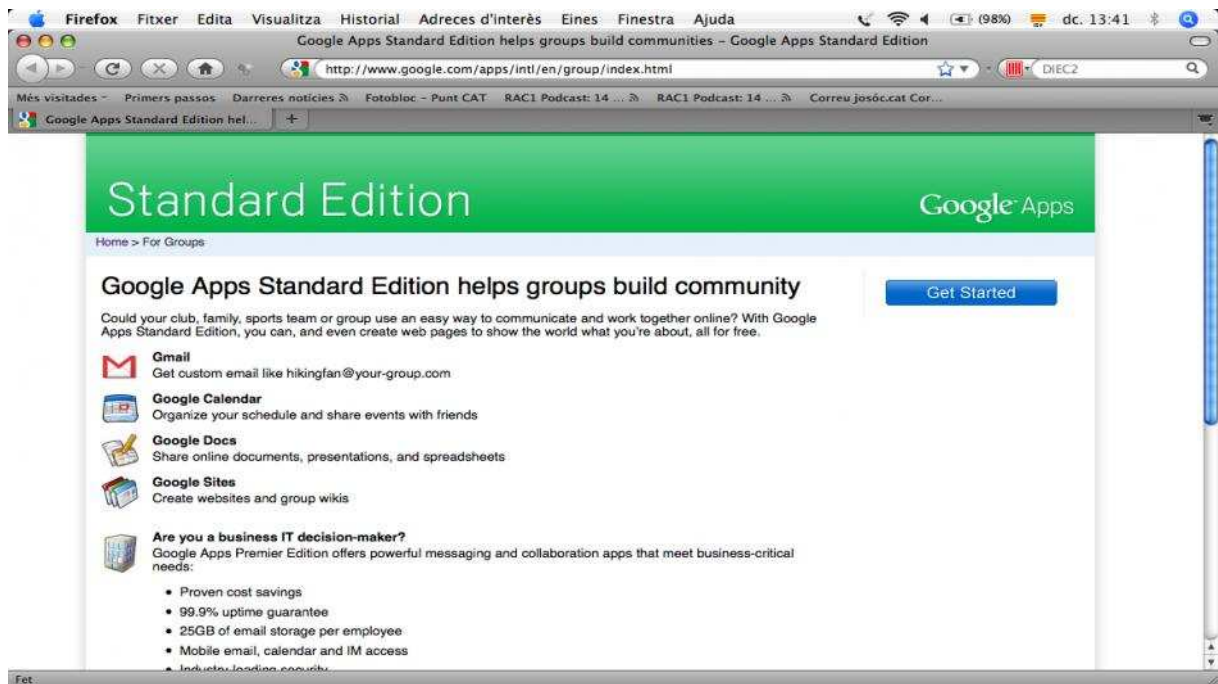 Firefox Fitxer Edita Visualitza Historial Adreces d'interès Eines Finestra Ajuda (98%) dc. 13:41
Google Apps Standard Edition helps groups build communities – Google Apps Standard Edition
http://www.google.com/apps/intl/en/group/index.html DIEC2
Més visitades Primers passos Darreres notícies Fotobloc – Punt CAT RAC1 Podcast: 14 ... RAC1 Podcast: 14 ... Correu josóc.cat Cor...
Google Apps Standard Edition hel... +
Standard Edition
Google Apps
Home > For Groups
Google Apps Standard Edition helps groups build community
Get Started
Could your club, family, sports team or group use an easy way to communicate and work together online? With Google
Apps Standard Edition, you can, and even create web pages to show the world what you're about, all for free.
Gmail
Get custom email like hikingfan@your-group.com
Google Calendar
Organize your schedule and share events with friends
Google Docs
Share online documents, presentations, and spreadsheets
Google Sites
Create websites and group wikis
Are you a business IT decision-maker?
Google Apps Premier Edition offers powerful messaging and collaboration apps that meet business-critical
needs:
• Proven cost savings
• 99.9% uptime guarantee
• 25GB of email storage per employee
• Mobile email, calendar and IM access
• Industry-leading security
Fet